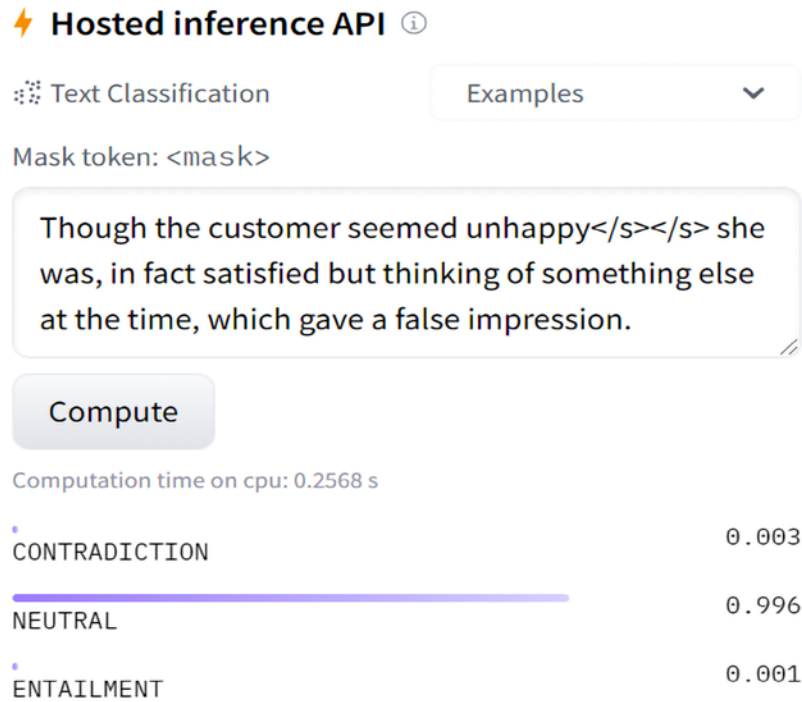 Hosted inference API
Text Classification
Examples
Mask token: <mask>
Though the customer seemed unhappy</s></s> she
was, in fact satisfied but thinking of something else
at the time, which gave a false impression.
Compute
Computation time on cpu: 0.2568 s
CONTRADICTION 0.003
NEUTRAL 0.996
ENTAILMENT 0.001